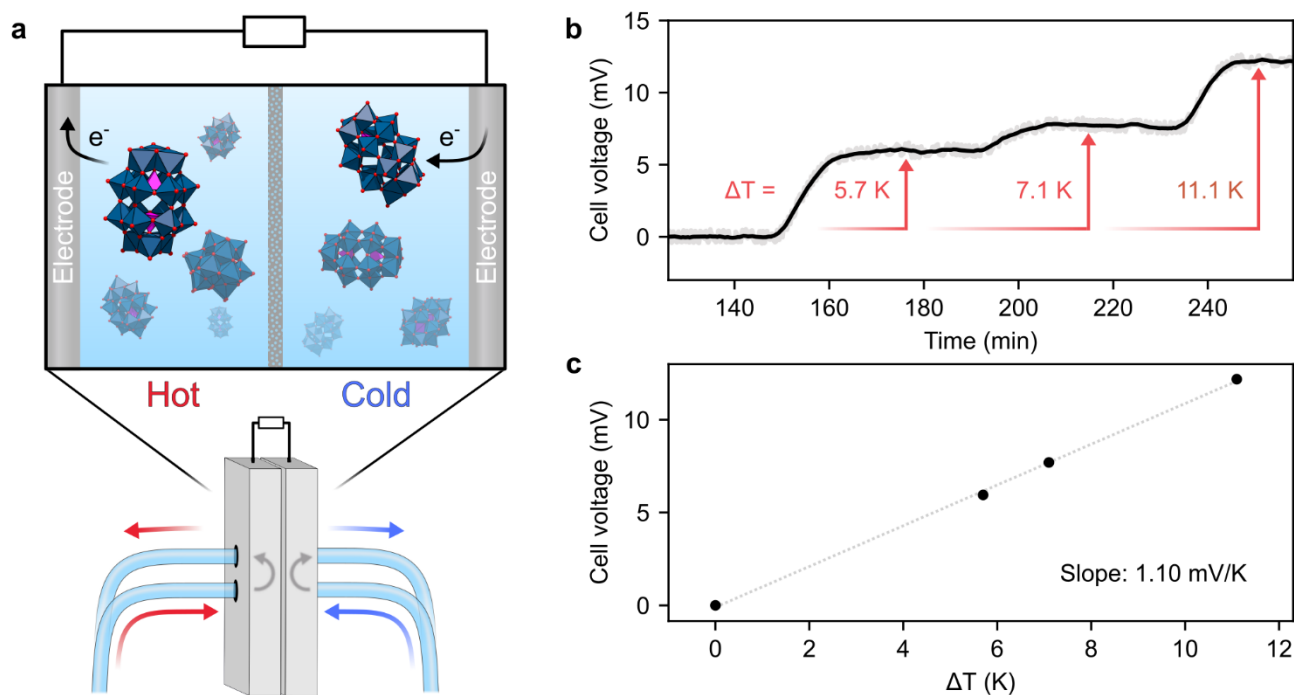 a
e-
e-
Electrode
Electrode
Hot
Cold
b
Cell voltage (mV)
15
10
5
0
ΔT =
5.7 K
7.1 K
11.1 K
140
160
180
200
220
240
Time (min)
c
Cell voltage (mV)
10
5
0
Slope: 1.10 mV/K
0
2
4
6
8
10
12
ΔT (K)